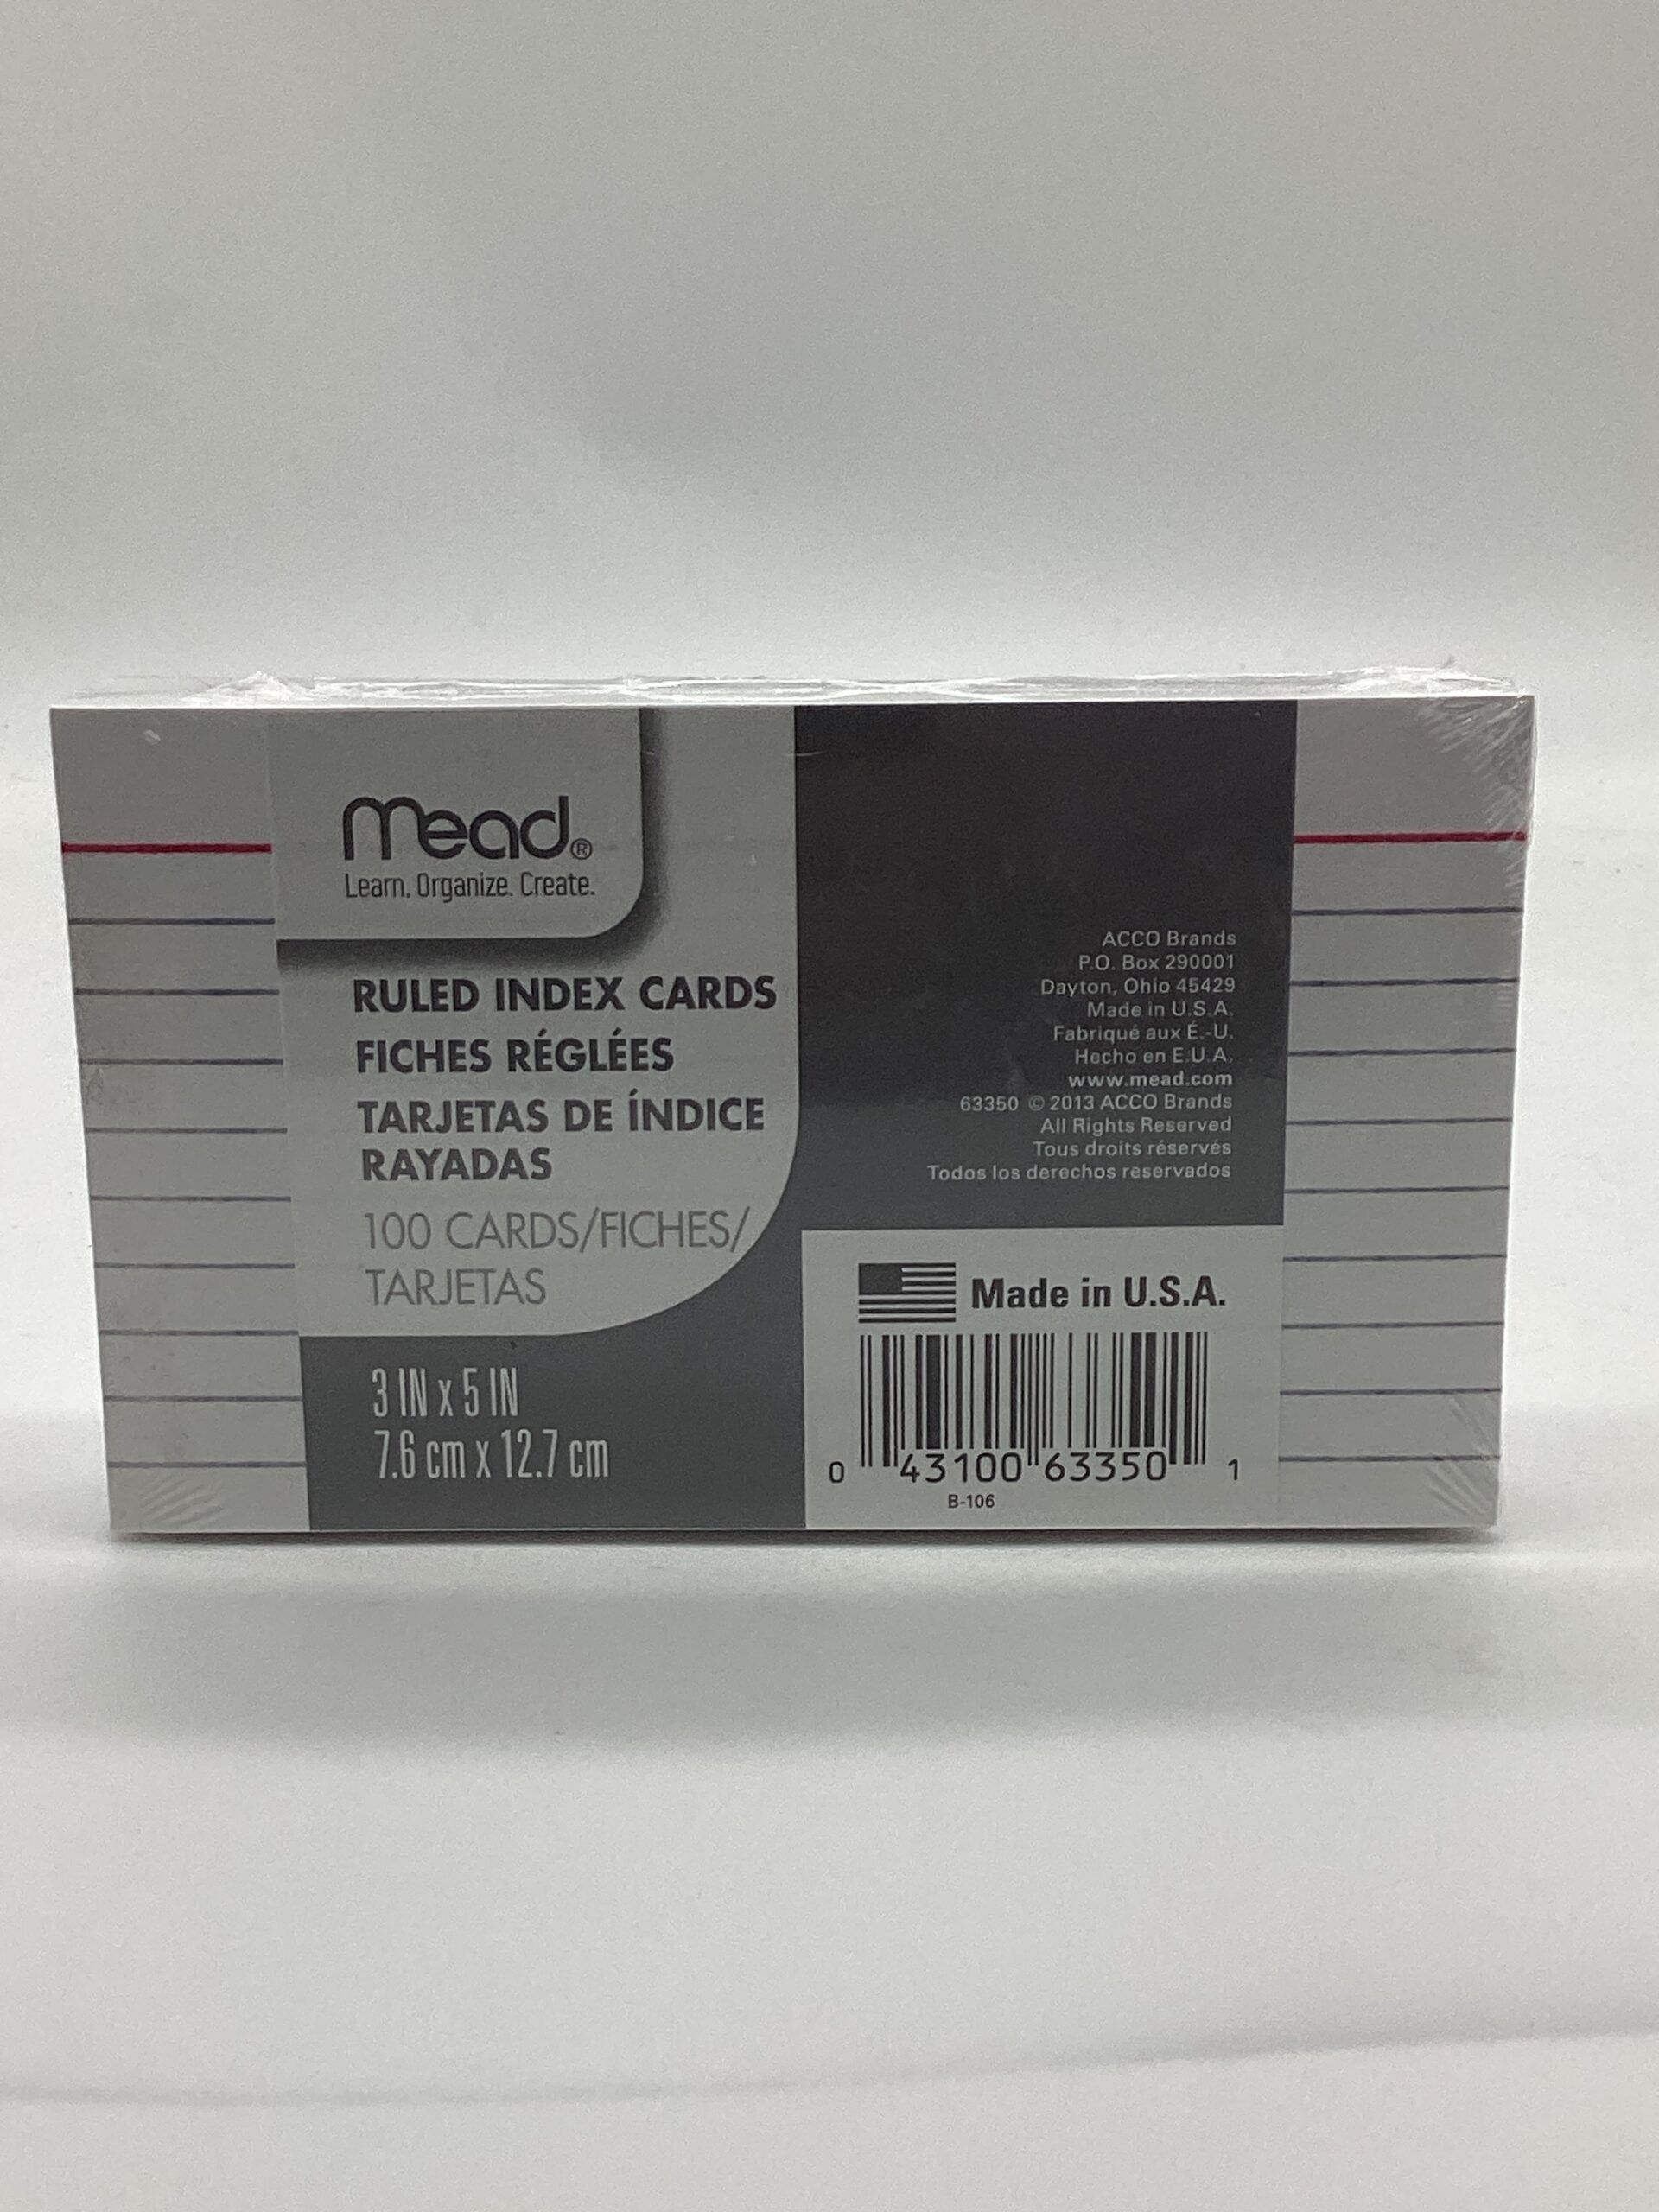 mead®
Learn. Organize. Create.
RULED INDEX CARDS
FICHES RÉGLÉES
TARJETAS DE ÍNDICE
RAYADAS
100 CARDS/FICHES/
TARJETAS
3 IN x 5 IN
7.6 cm x 12.7 cm
ACCO Brands
P.O. Box 290001
Dayton, Ohio 45429
Made in U.S.A.
Fabriqué aux É.-U.
Hecho en E.U.A.
www.mead.com
63350 © 2013 ACCO Brands
All Rights Reserved
Tous droits réservés
Todos los derechos reservados
Made in U.S.A.
0 43100 63350 1
B-106